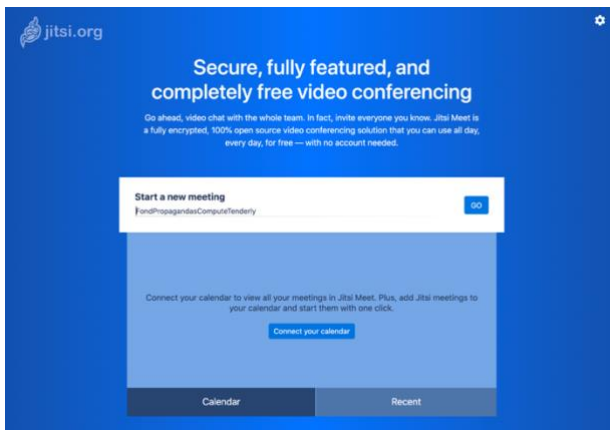 jitsi.org
Secure, fully featured, and
completely free video conferencing
Go ahead, video chat with the whole team. In fact, invite everyone you know. Jitsi Meet is
a fully encrypted, 100% open source video conferencing solution that you can use all day,
every day, for free — with no account needed.
Start a new meeting
FondPropagandasComputeTenderly
GO
Connect your calendar to view all your meetings in Jitsi Meet. Plus, add Jitsi meetings to
your calendar and start them with one click.
Connect your calendar
Calendar
Recent